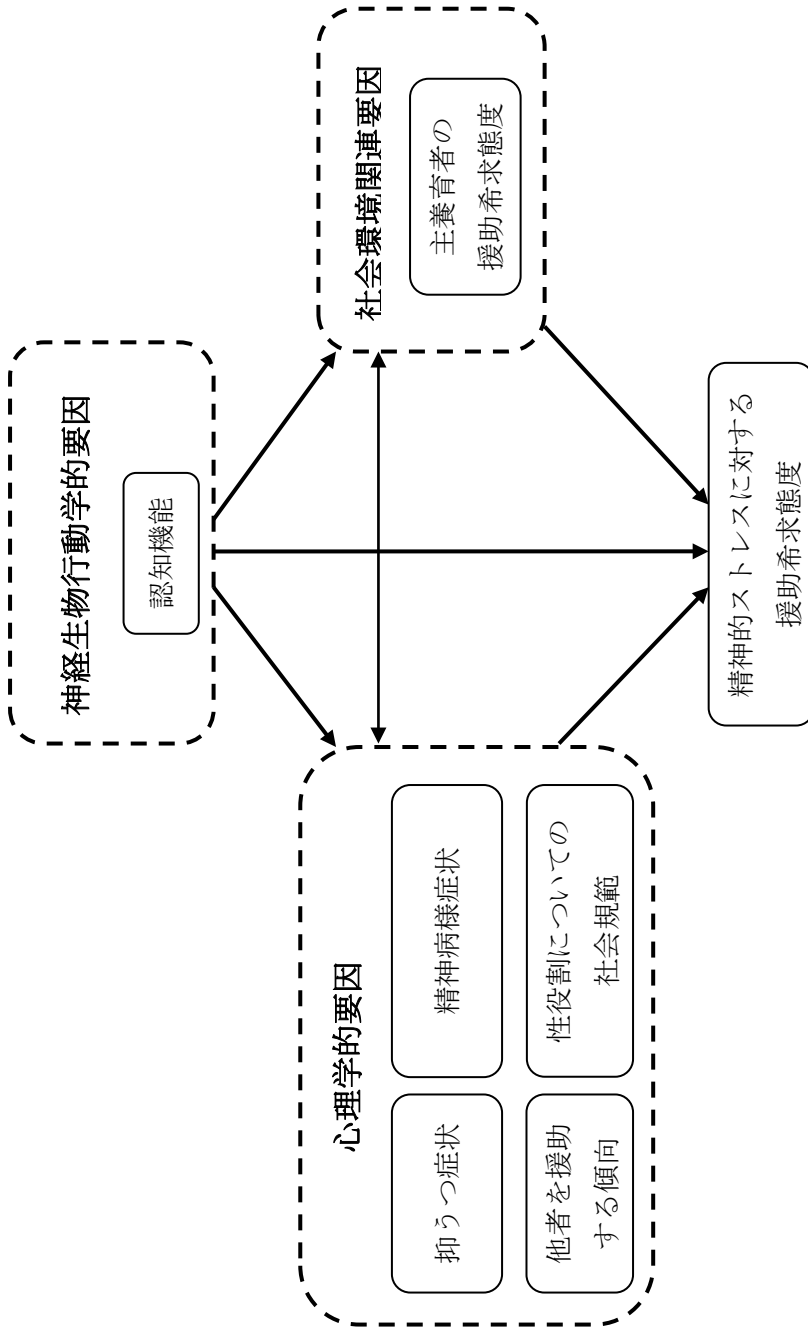 神経生物行動学的要因
認知機能
心理学的要因
抑うつ症状
精神病様症状
他者を援助
する傾向
性役割についての
社会規範
社会環境関連要因
主養育者の
援助希求態度
精神的ストレスに対する
援助希求態度